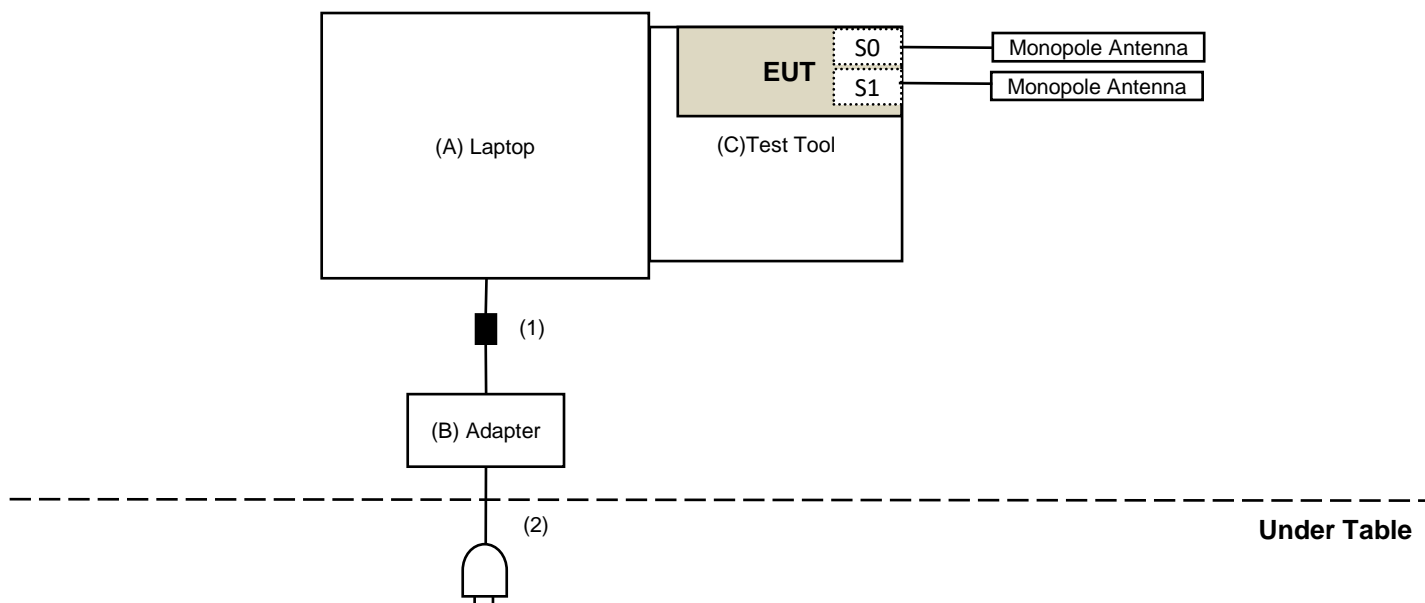 S0
Monopole Antenna
EUT
S1
Monopole Antenna
(A) Laptop
(C)Test Tool
(1)
(B) Adapter
(2)
Under Table